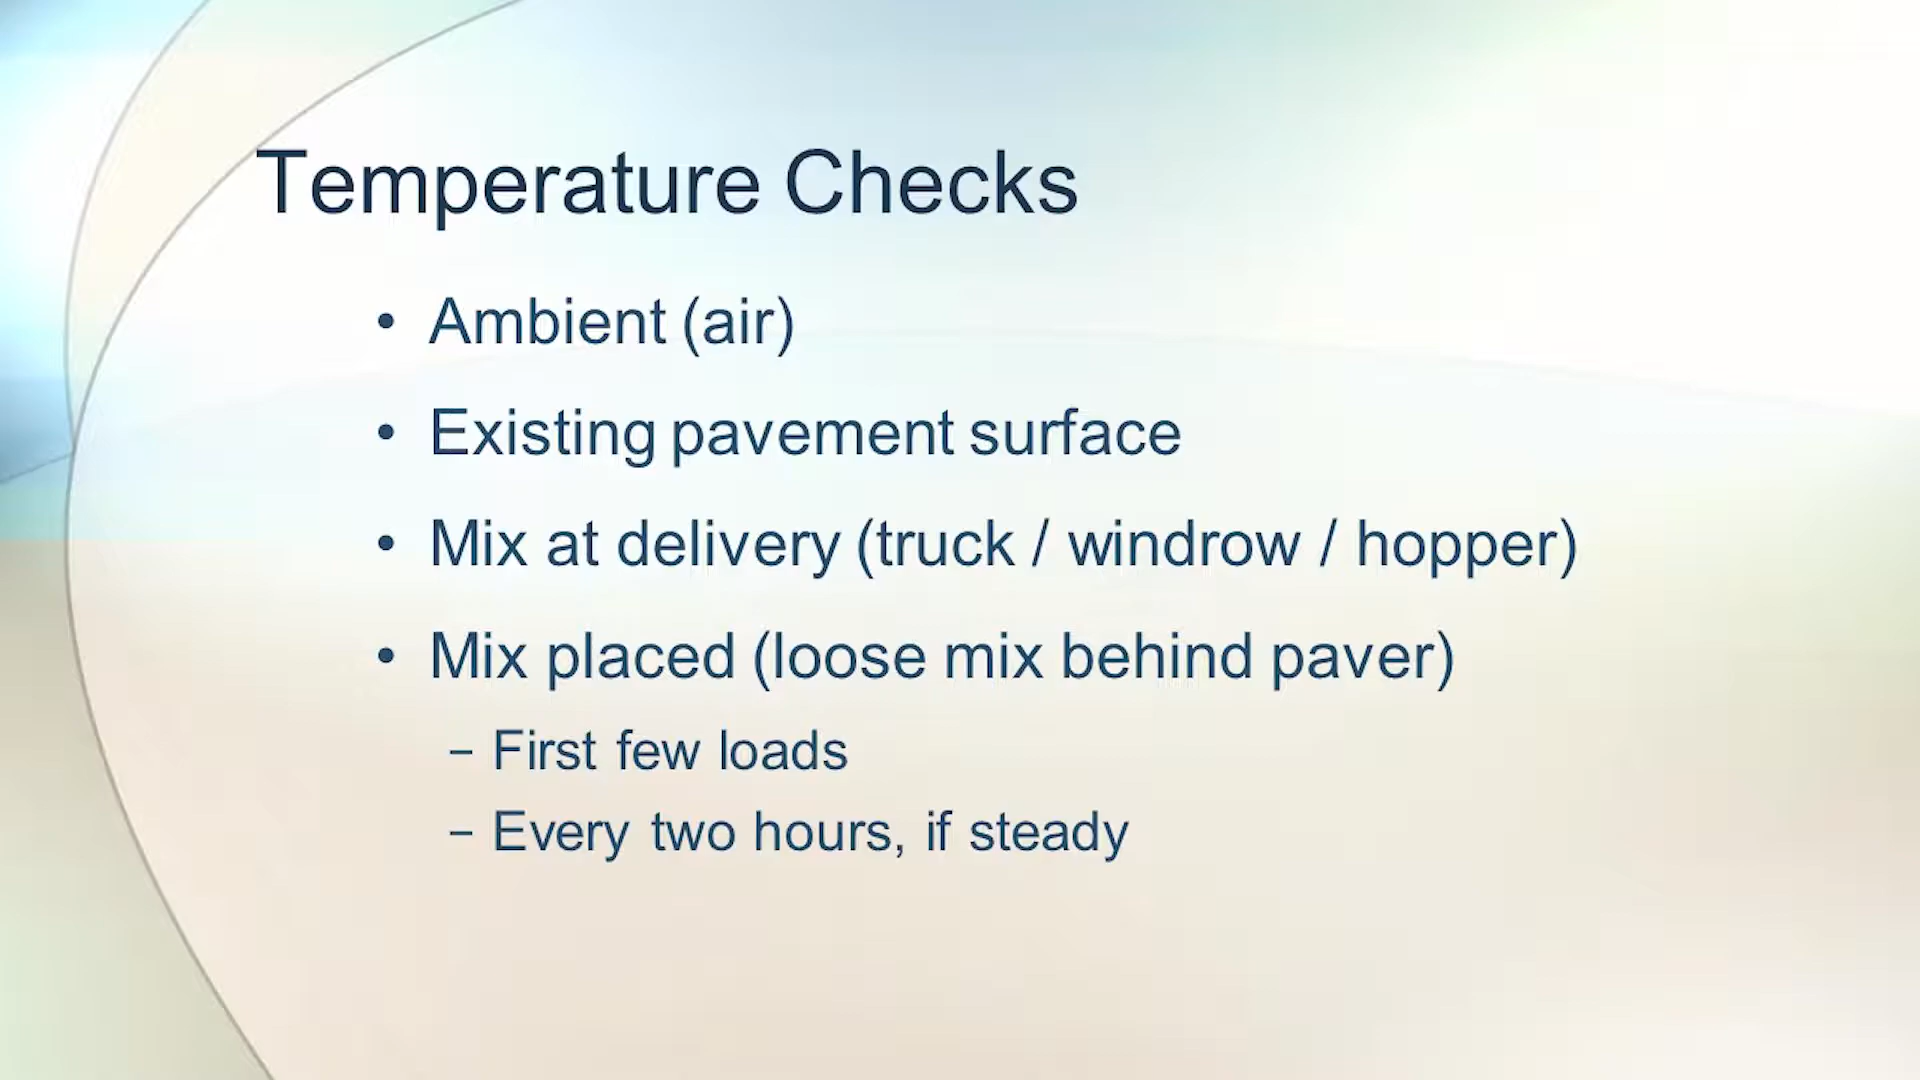 Temperature Checks
• Ambient (air)
• Existing pavement surface
• Mix at delivery (truck / windrow / hopper)
• Mix placed (loose mix behind paver)
– First few loads
– Every two hours, if steady